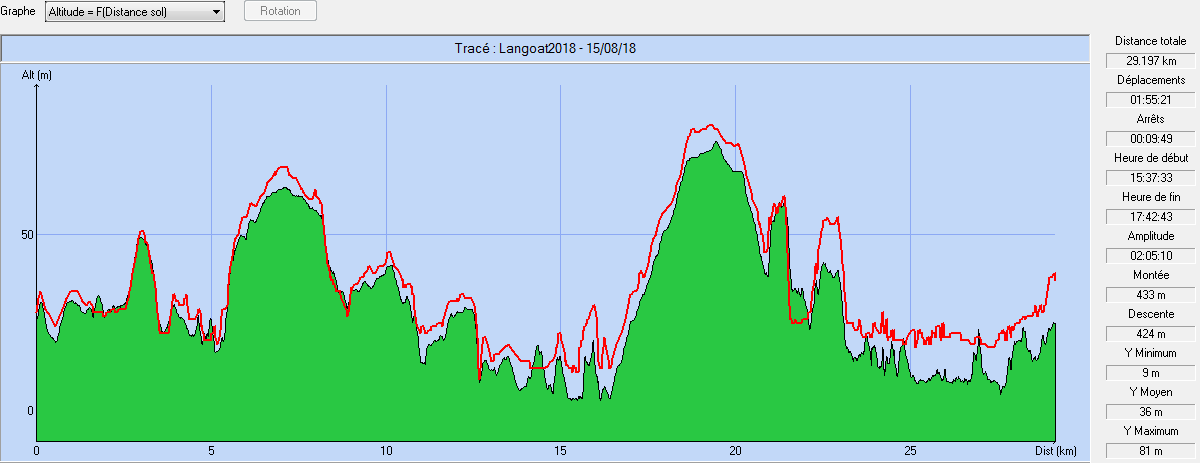 Graphe
Altitude = F(Distance sol)
Rotation
Tracé : Langoat2018 - 15/08/18
Alt (m)
50
0
5
10
15
20
25
Dist (km)
Distance totale
29.197 km
Déplacements
01:55:21
Arrêts
00:09:49
Heure de début
15:37:33
Heure de fin
17:42:43
Amplitude
02:05:10
Montée
433 m
Descente
424 m
Y Minimum
9 m
Y Moyen
36 m
Y Maximum
81 m